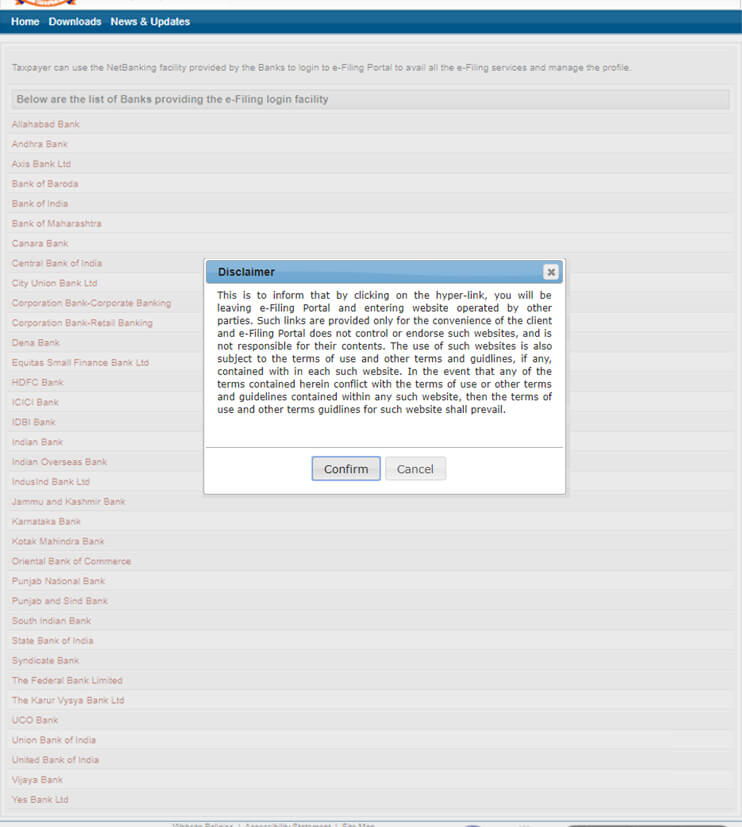 Home Downloads News & Updates
Taxpayer can use the NetBanking facility provided by the Banks to login to e-Filing Portal to avail all the e-Filing services and manage the profile.
Below are the list of Banks providing the e-Filing login facility
Allahabad Bank
Andhra Bank
Axis Bank Ltd
Bank of Baroda
Bank of India
Bank of Maharashtra
Canara Bank
Central Bank of India
City Union Bank Ltd
Corporation Bank-Corporate Banking
Corporation Bank-Retail Banking
Dena Bank
Equitas Small Finance Bank Ltd
HDFC Bank
ICICI Bank
IDBI Bank
Indian Bank
Indian Overseas Bank
IndusInd Bank Ltd
Jammu and Kashmir Bank
Karnataka Bank
Kotak Mahindra Bank
Oriental Bank of Commerce
Punjab National Bank
Punjab and Sind Bank
South Indian Bank
State Bank of India
Syndicate Bank
The Federal Bank Limited
The Karur Vysya Bank Ltd
UCO Bank
Union Bank of India
United Bank of India
Vijaya Bank
Yes Bank Ltd
Disclaimer
This is to inform that by clicking on the hyper-link, you will be
leaving e-Filing Portal and entering website operated by other
parties. Such links are provided only for the convenience of the client
and e-Filing Portal does not control or endorse such websites, and is
not responsible for their contents. The use of such websites is also
subject to the terms of use and other terms and guidlines, if any,
contained with in each such website. In the event that any of the
terms contained herein conflict with the terms of use or other terms
and guidelines contained within any such website, then the terms of
use and other terms guidlines for such website shall prevail.
Confirm Cancel
Website Policies | Accessibility Statement | Site Map